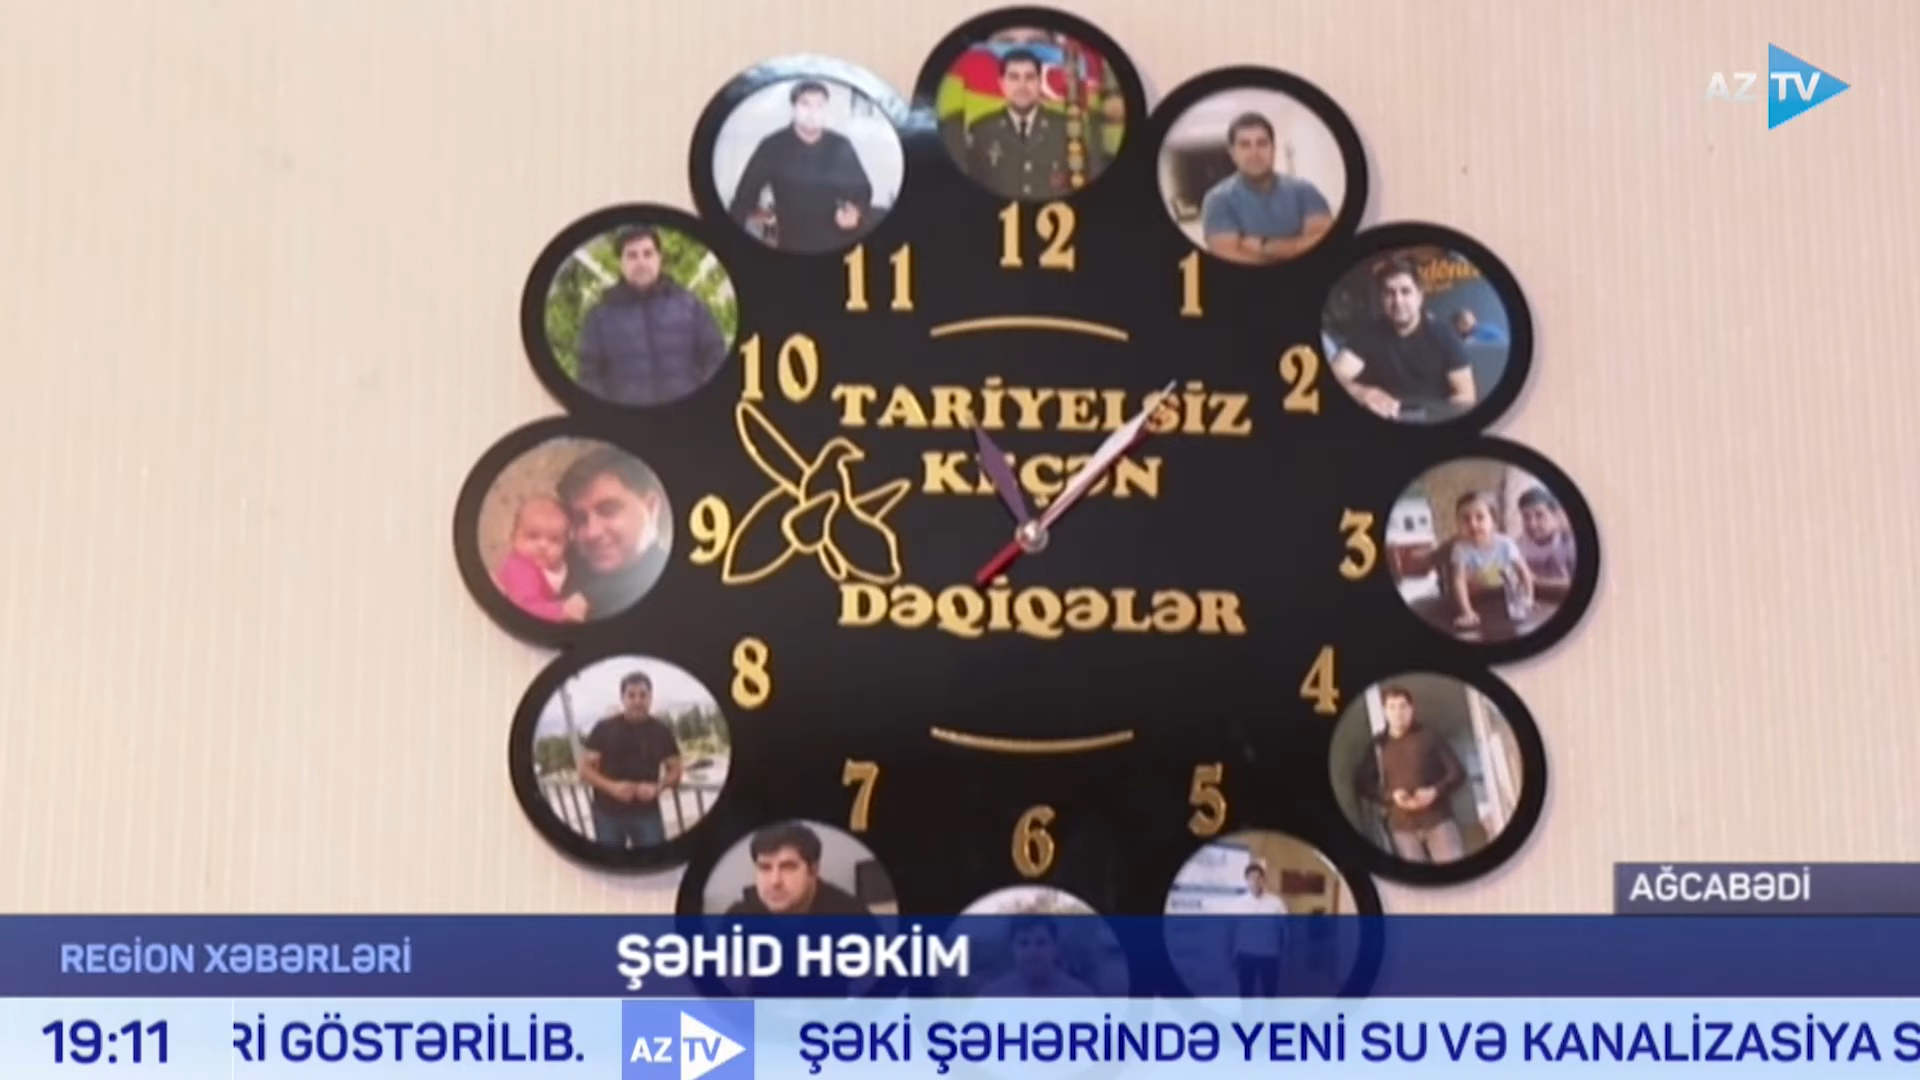 AZ TV
12
11
1
10
2
TARİYELSİZ
KEÇƏN
9
3
DƏQİQƏLƏR
8
4
7
5
6
AĞCABƏDİ
REGİON XƏBƏRLƏRİ
ŞƏHİD HƏKİM
19:11
Rİ GÖSTƏRİLİB.
AZ TV
ŞƏKİ ŞƏHƏRİNDƏ YENİ SU VƏ KANALİZASİYA S